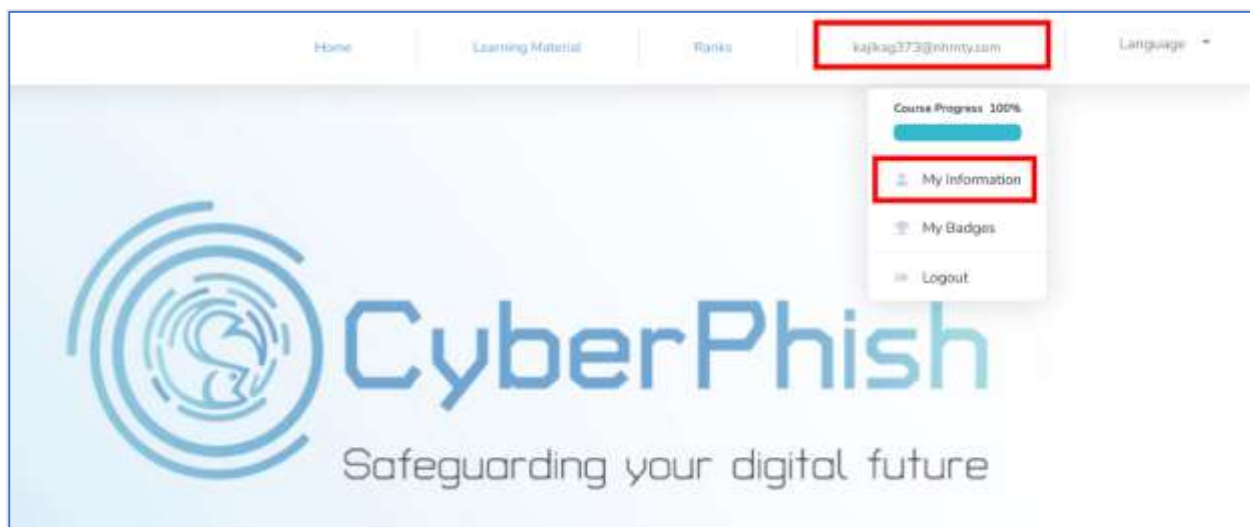 Home Learning Material Ranks kajikag373@nhmty.com Language
Course Progress 100%
My Information
My Badges
Logout
CyberPhish
Safeguarding your digital future